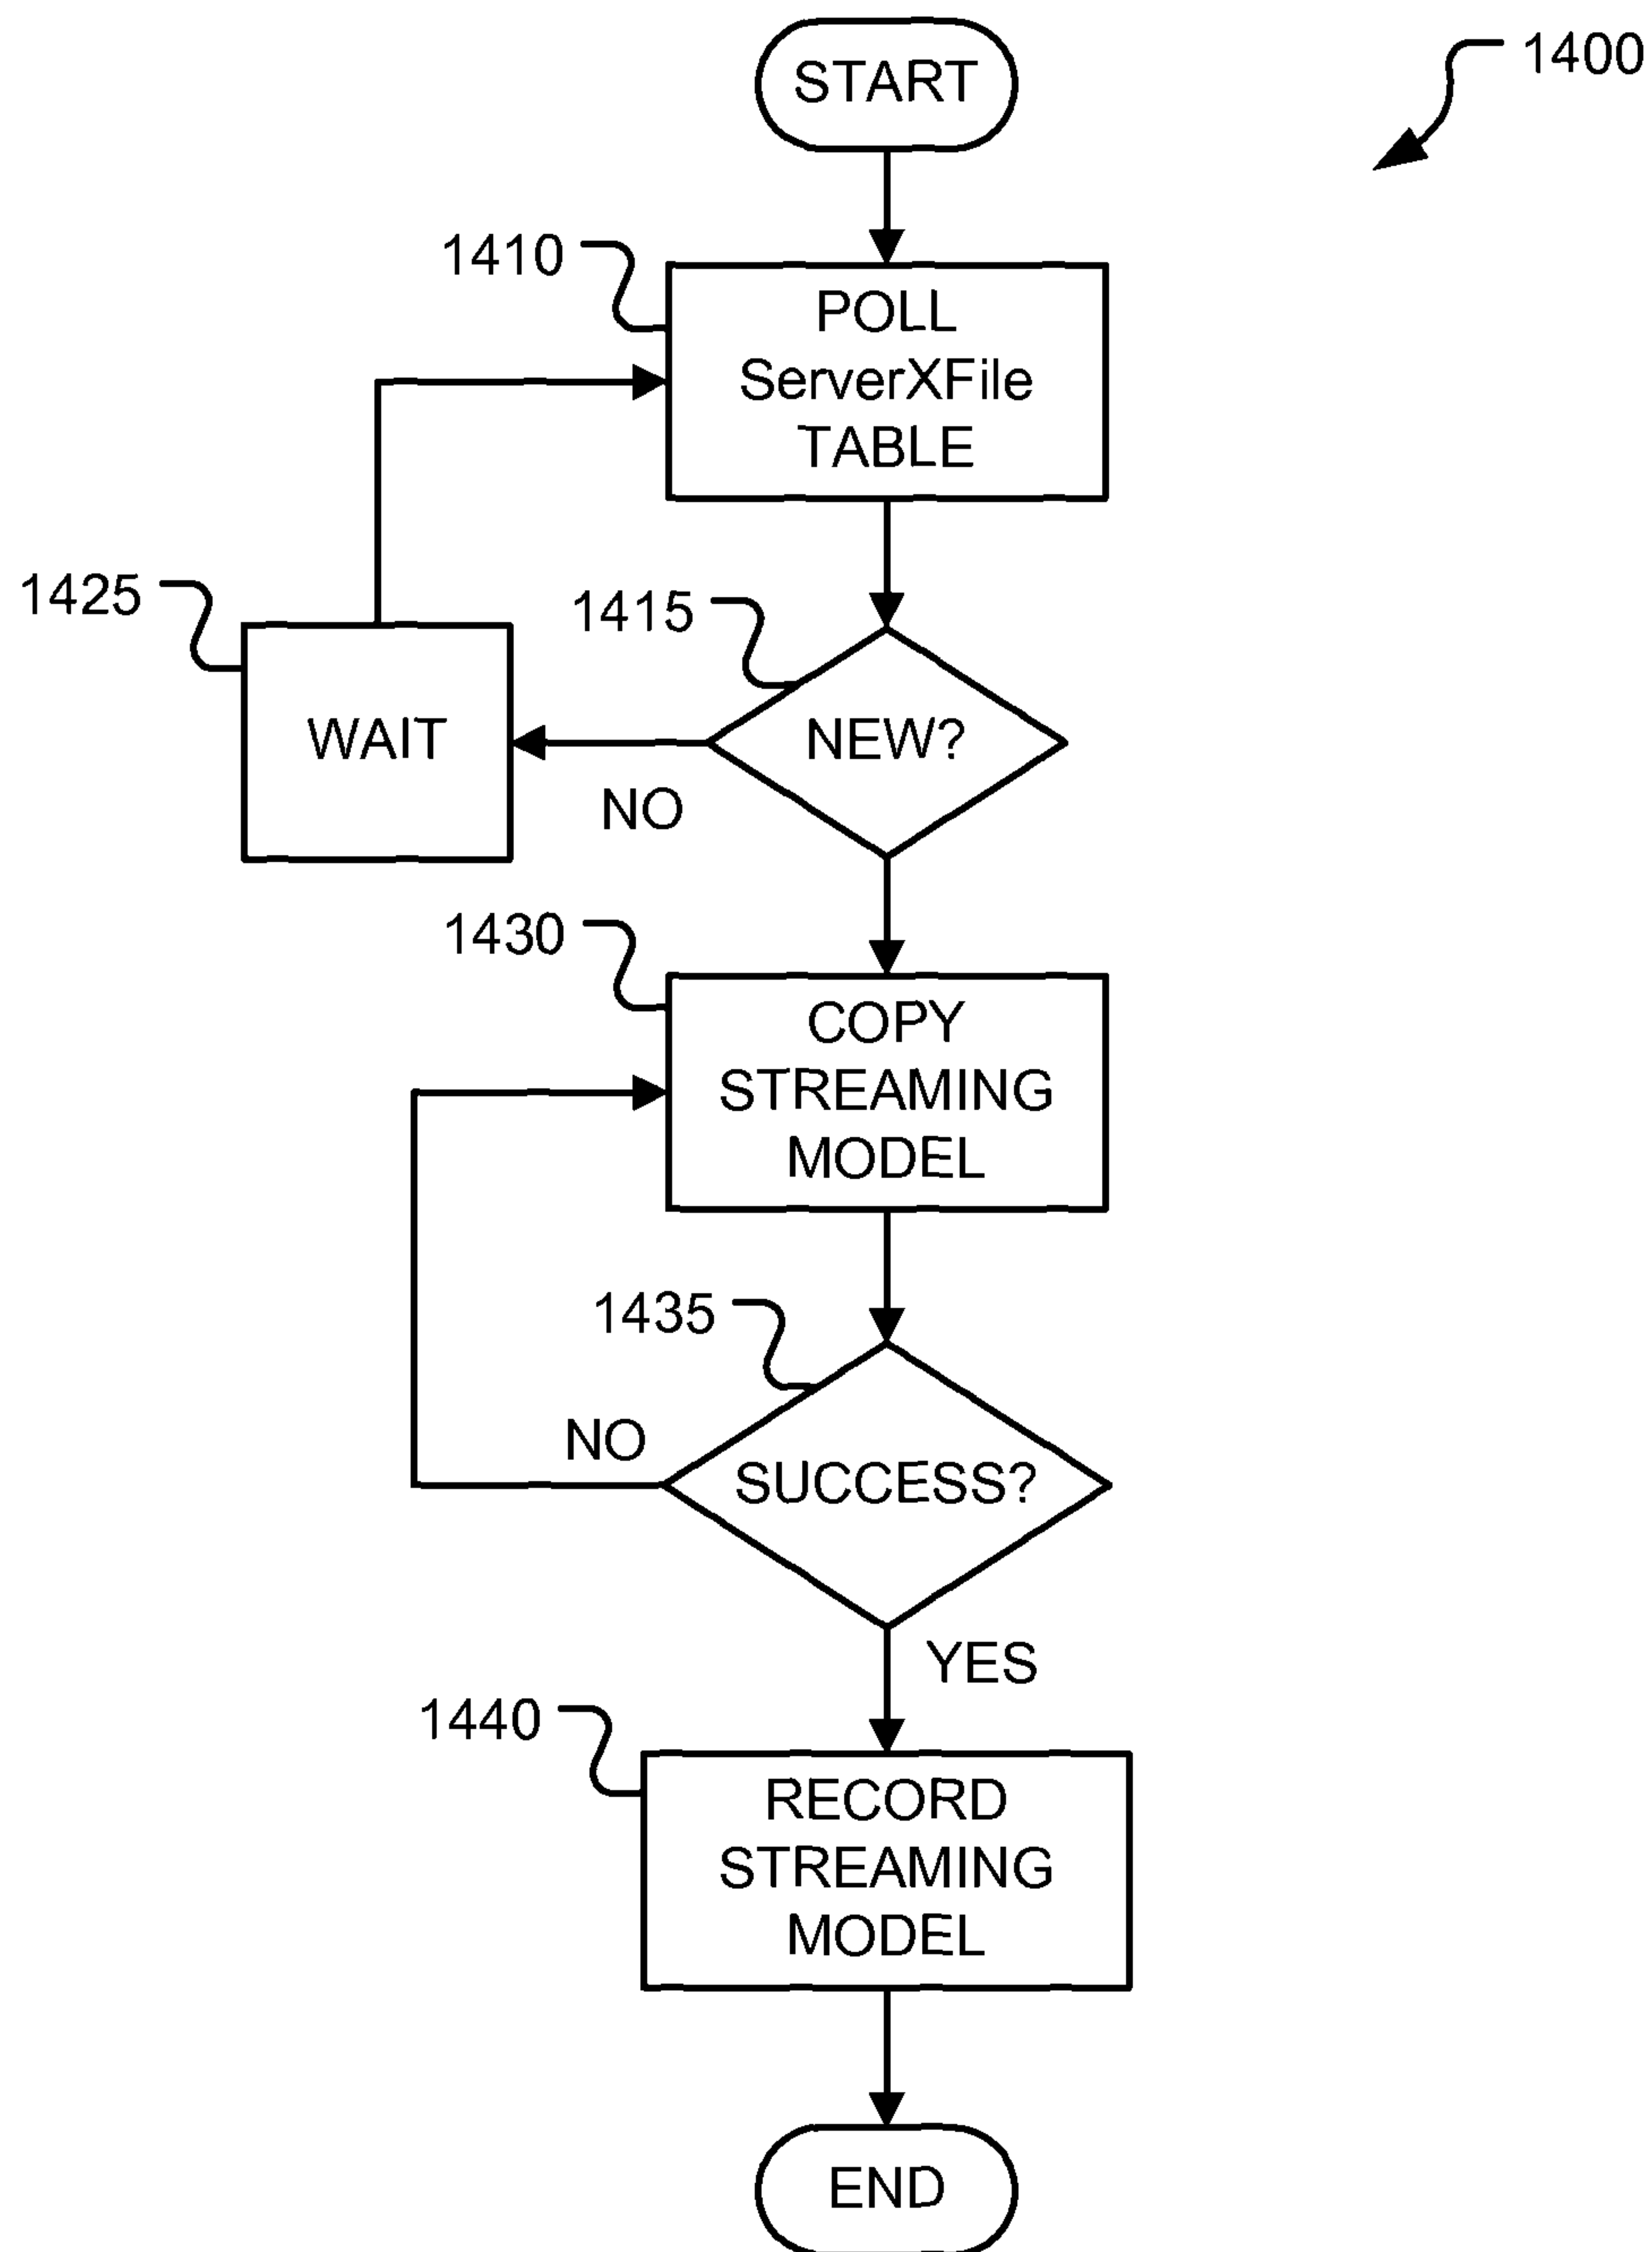 START
1400
1410
POLL
ServerXFile
TABLE
1425
1415
WAIT
NEW?
NO
1430
COPY
STREAMING
MODEL
1435
NO
SUCCESS?
YES
1440
RECORD
STREAMING
MODEL
END